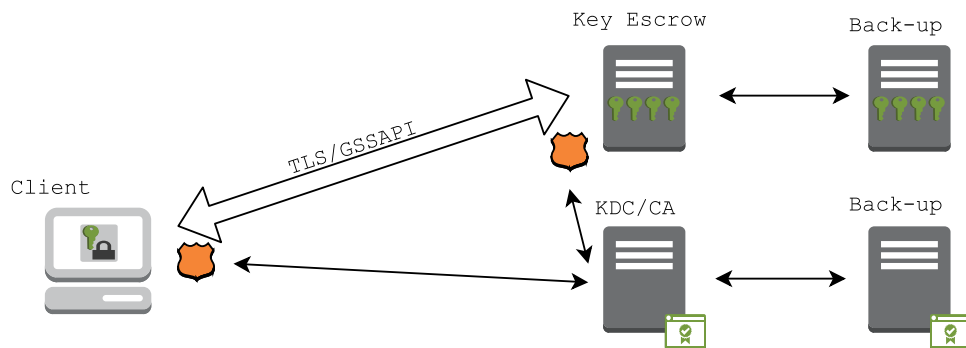 Key Escrow
Back-up
TLS/GSSAPI
Client
KDC/CA
Back-up